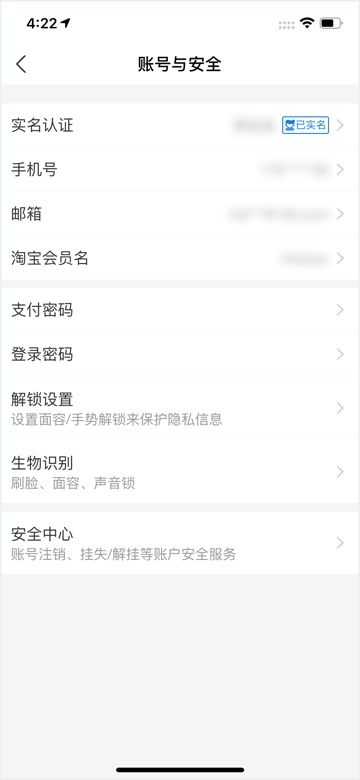 4:22
账号与安全
实名认证
已实名
手机号
邮箱
淘宝会员名
支付密码
登录密码
解锁设置
设置面容/手势解锁来保护隐私信息
生物识别
刷脸、面容、声音锁
安全中心
账号注销、挂失/解挂等账户安全服务